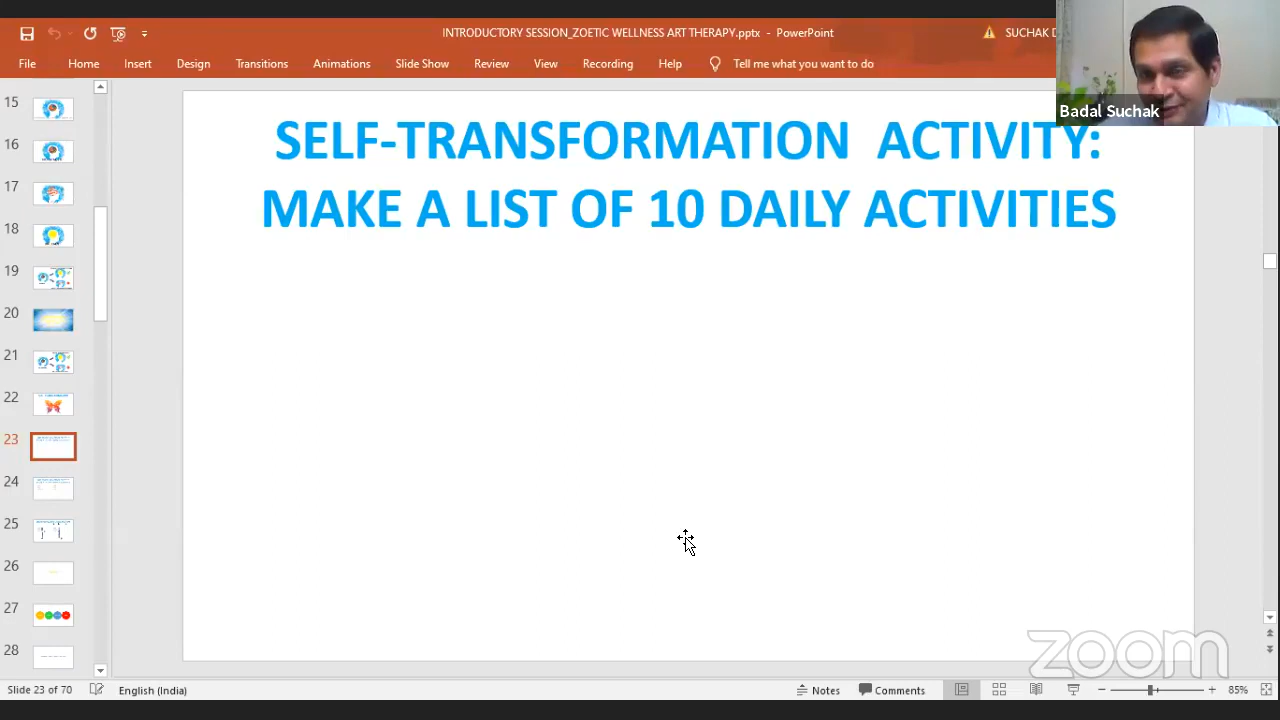 INTRODUCTORY SESSION_ZOETIC WELLNESS ART THERAPY.pptx - PowerPoint
SUCHAK D
File Home Insert Design Transitions Animations Slide Show Review View Recording Help Tell me what you want to do
Badal Suchak
SELF-TRANSFORMATION ACTIVITY:
MAKE A LIST OF 10 DAILY ACTIVITIES
15
16
17
18
19
20
21
22
23
24
25
26
27
28
zoom
Slide 23 of 70 English (India) Notes Comments 85%